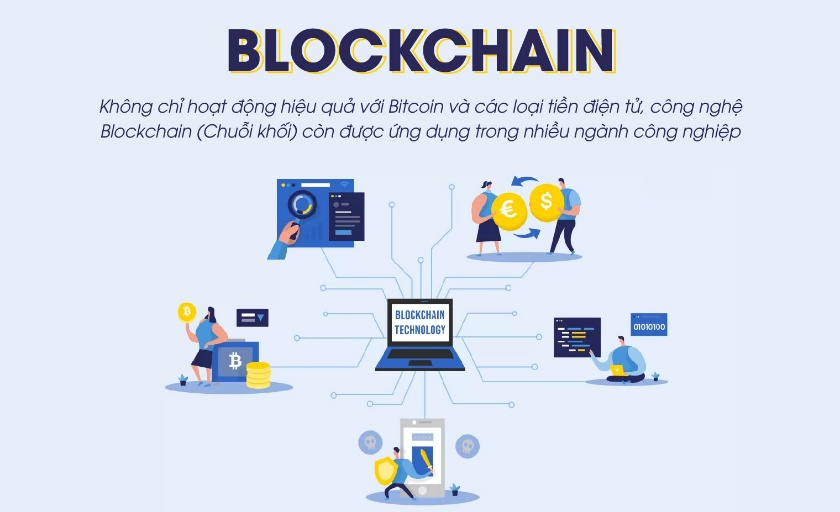 BLOCKCHAIN
Không chỉ hoạt động hiệu quả với Bitcoin và các loại tiền điện tử, công nghệ
Blockchain (Chuỗi khối) còn được ứng dụng trong nhiều ngành công nghiệp
€
$
BLOCKCHAIN
TECHNOLOGY
₿
₿
01010100